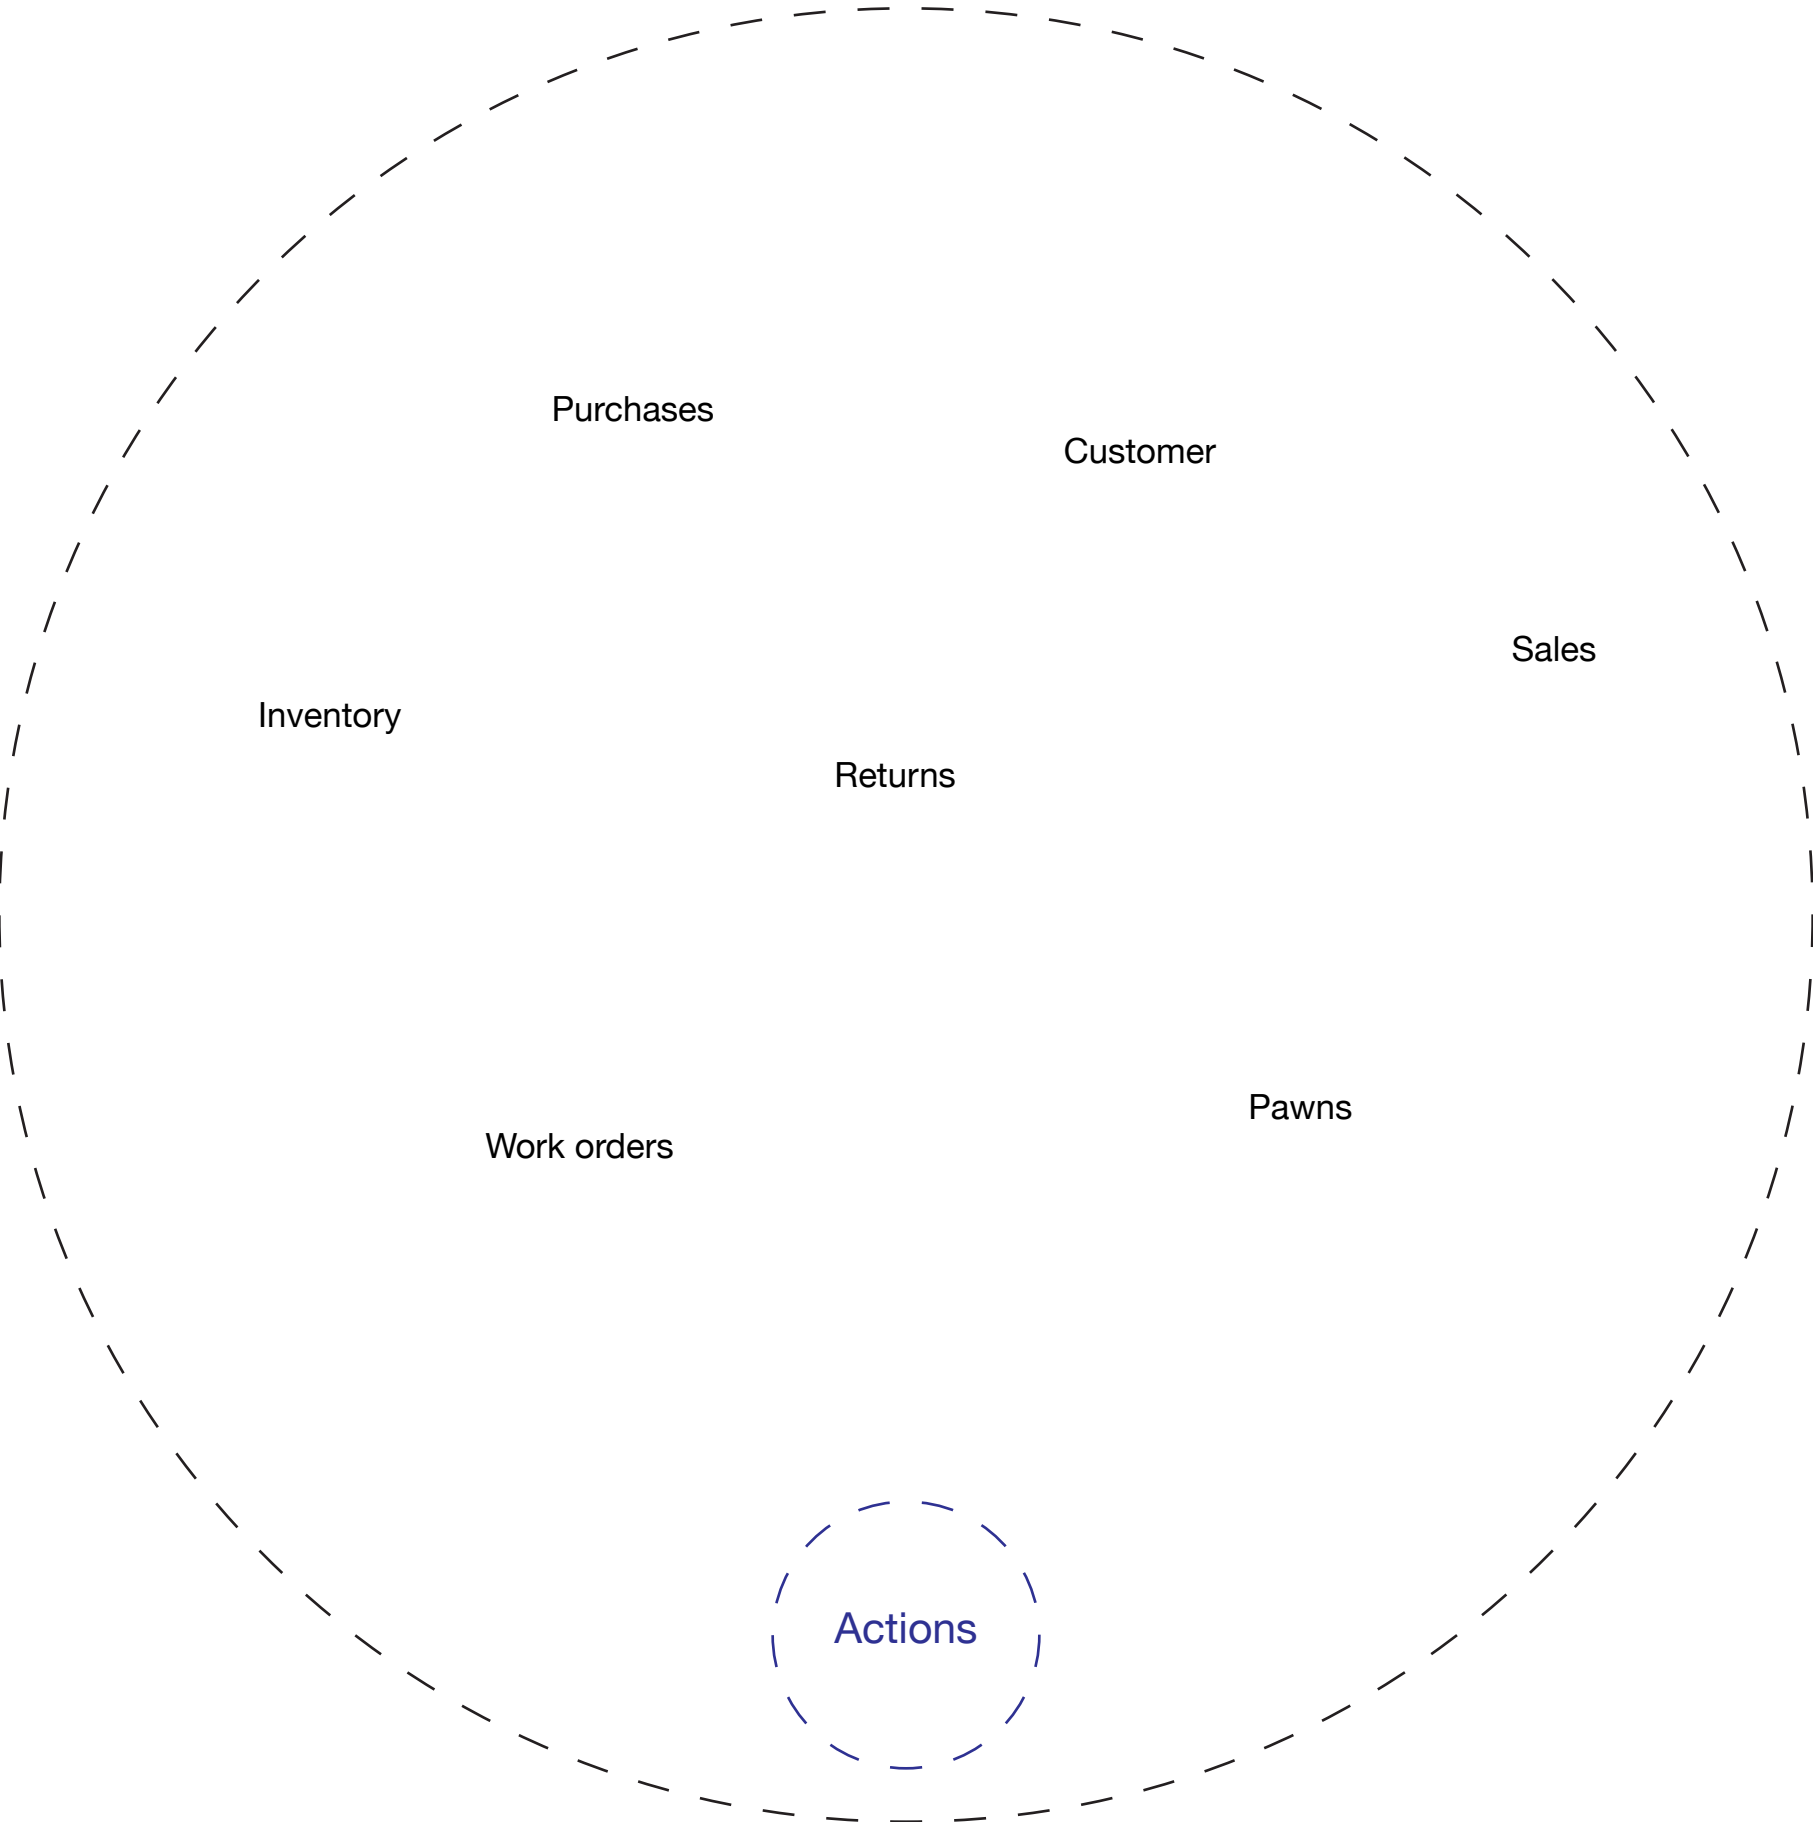 Purchases
Customer
Sales
Inventory
Returns
Pawns
Work orders
Actions